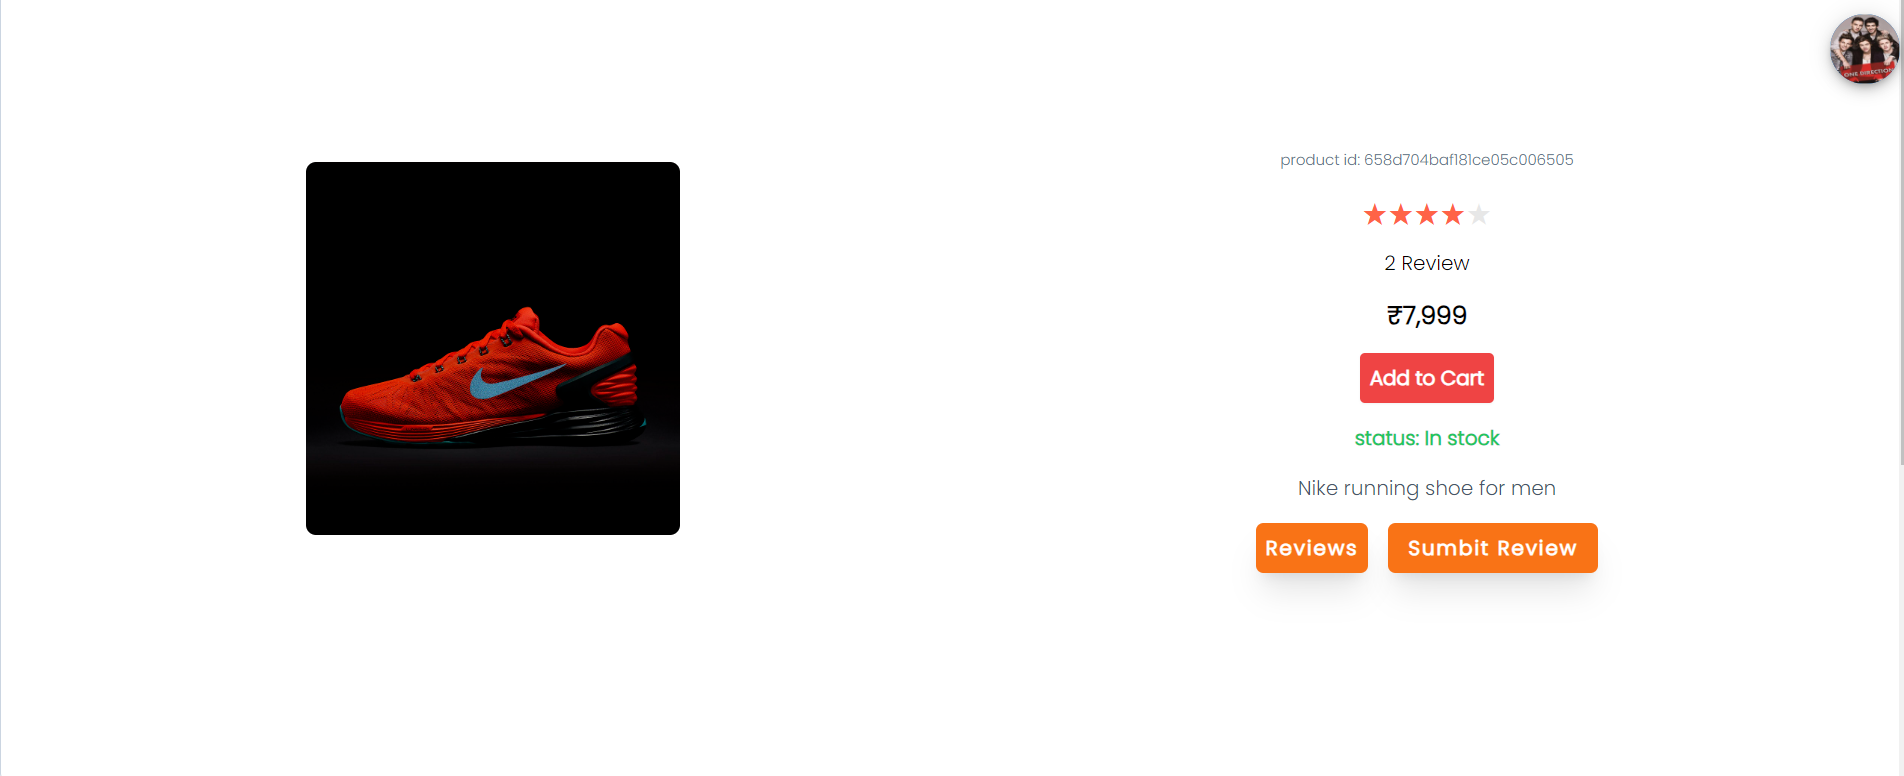 ONE DIRECTION
product id: 658d704baf181ce05c006505
2 Review
₹7,999
Add to Cart
status: In stock
Nike running shoe for men
Reviews
Sumbit Review